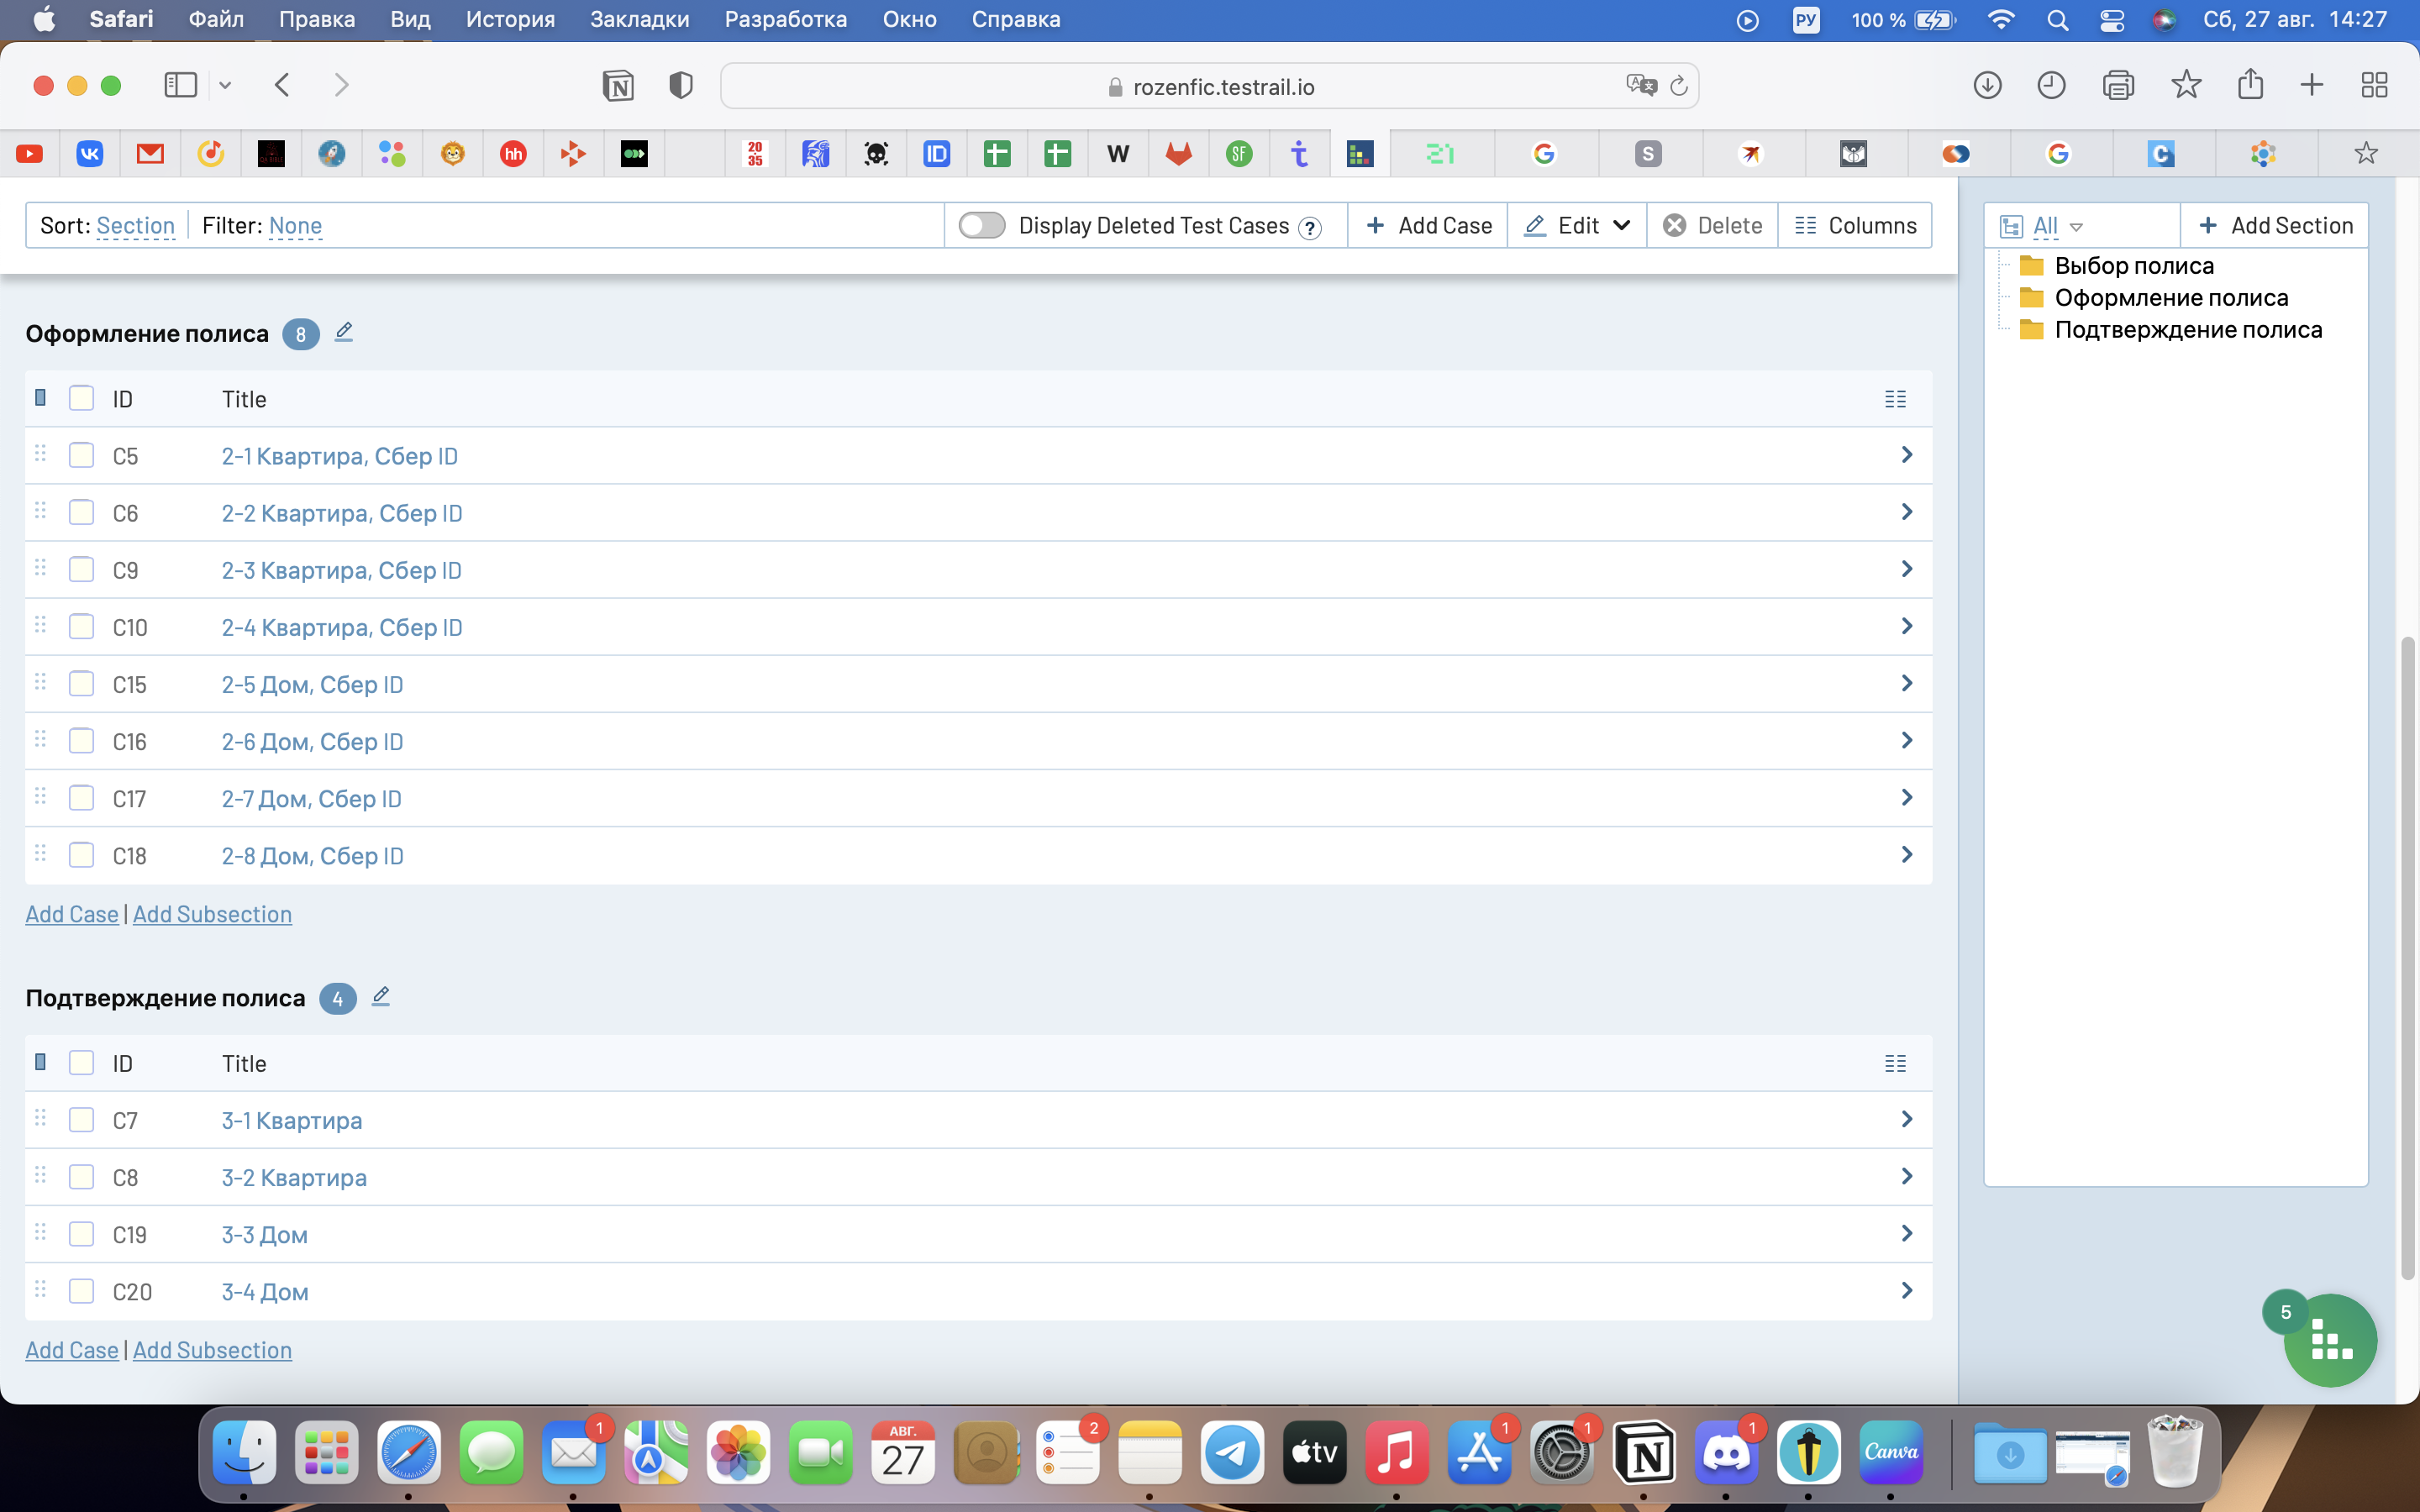 Safari Файл Правка Вид История Закладки Разработка Окно Справка РУ 100 % Сб, 27 авг. 14:27
rozenfic.testrail.io
hh 20 35 ID W SF S C
Sort: Section Filter: None Display Deleted Test Cases ? + Add Case Edit Delete Columns All + Add Section
Выбор полиса
Оформление полиса
Подтверждение полиса
Оформление полиса 8
ID Title
C5 2-1 Квартира, Сбер ID
C6 2-2 Квартира, Сбер ID
C9 2-3 Квартира, Сбер ID
C10 2-4 Квартира, Сбер ID
C15 2-5 Дом, Сбер ID
C16 2-6 Дом, Сбер ID
C17 2-7 Дом, Сбер ID
C18 2-8 Дом, Сбер ID
Add Case | Add Subsection
Подтверждение полиса 4
ID Title
C7 3-1 Квартира
C8 3-2 Квартира
C19 3-3 Дом
C20 3-4 Дом
Add Case | Add Subsection
5
1 АВГ. 27 2 tv 1 1 1 Canva